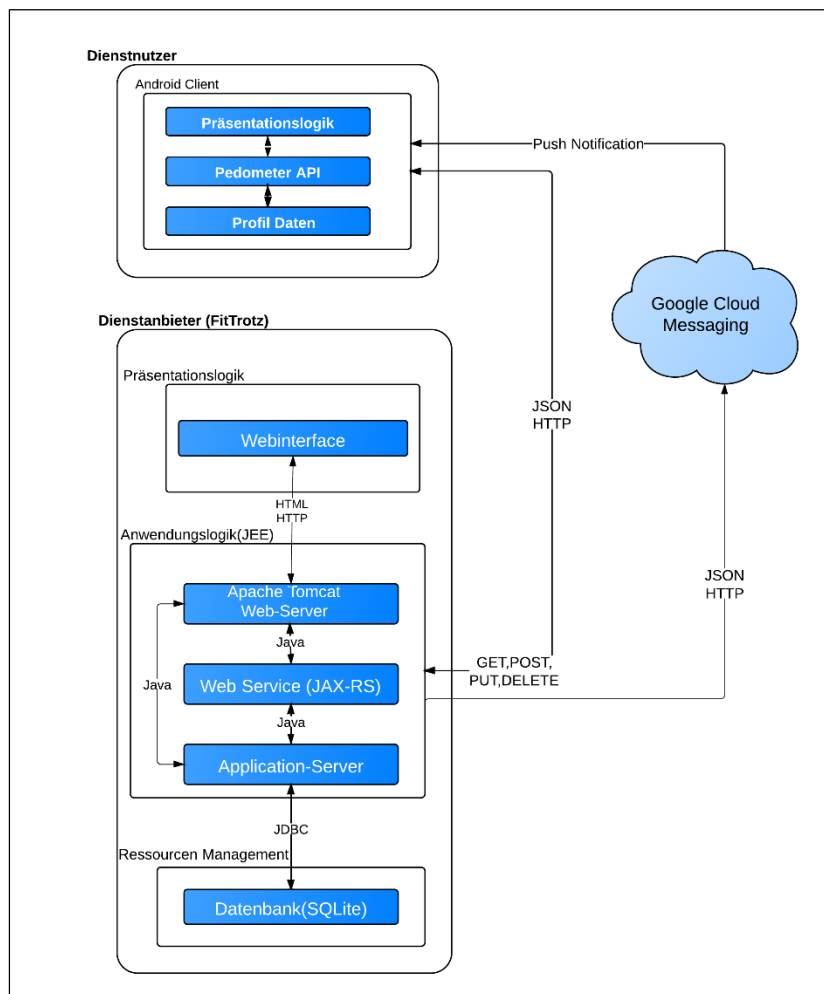 Dienstnutzer
Android Client
Präsentationslogik
Pedometer API
Profil Daten
Push Notification
Google Cloud
Messaging
JSON
HTTP
Dienstanbieter (FitTrotz)
Präsentationslogik
Webinterface
HTML
HTTP
Anwendungslogik(JEE)
Apache Tomcat
Web-Server
Java
Java
Web Service (JAX-RS)
Java
Application-Server
GET,POST,
PUT,DELETE
JSON
HTTP
JDBC
Ressourcen Management
Datenbank(SQLite)